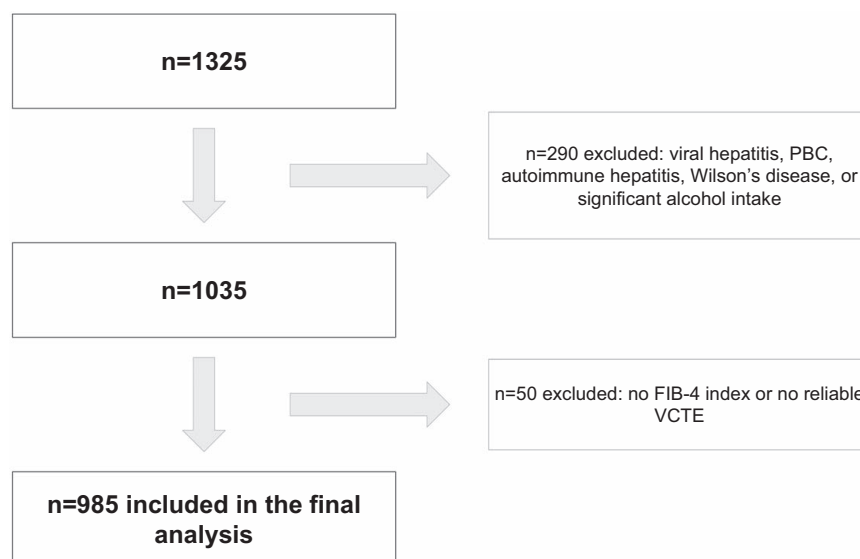 n=1325
n=290 excluded: viral hepatitis, PBC,
autoimmune hepatitis, Wilson's disease, or
significant alcohol intake
n=1035
n=50 excluded: no FIB-4 index or no reliable
VCTE
n=985 included in the final
analysis